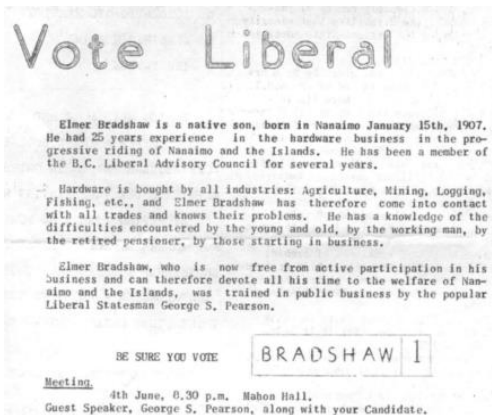 Vote Liberal
Elmer Bradshaw is a native son, born in Nanaimo January 15th, 1907.
He had 25 years experience in the hardware business in the pro-
gressive riding of Nanaimo and the Islands. He has been a member of
the B.C. Liberal Advisory Council for several years.
Hardware is bought by all industries: Agriculture, Mining, Logging,
Fishing, etc., and Elmer Bradshaw has therefore come into contact
with all trades and knows their problems. He has a knowledge of the
difficulties encountered by the young and old, by the working man, by
the retired pensioner, by those starting in business.
Elmer Bradshaw, who is now free from active participation in his
business and can therefore devote all his time to the welfare of Nan-
aimo and the Islands, was trained in public business by the popular
Liberal Statesman George S. Pearson.
BE SURE YOU VOTE BRADSHAW 1
Meeting.
4th June, 8.30 p.m. Mahon Hall.
Guest Speaker, George S. Pearson, along with your Candidate.